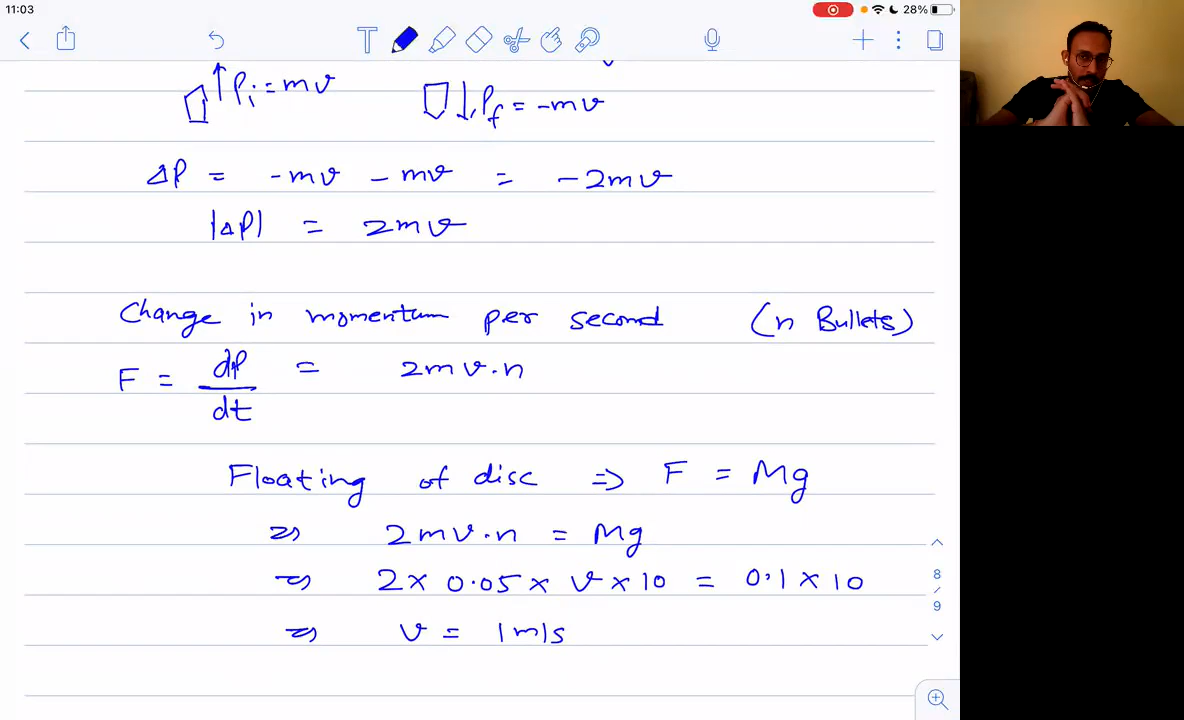 11:03 28%
T
Pi = mv Pf = -mv
ΔP = -mv - mv = -2mv
|ΔP| = 2mv
Change in momentum per second (n Bullets)
F = dP/dt = 2mv.n
Floating of disc ⇒ F = Mg
⇒ 2mv.n = Mg
⇒ 2 × 0.05 × v × 10 = 0.1 × 10
⇒ v = 1m/s
8/9